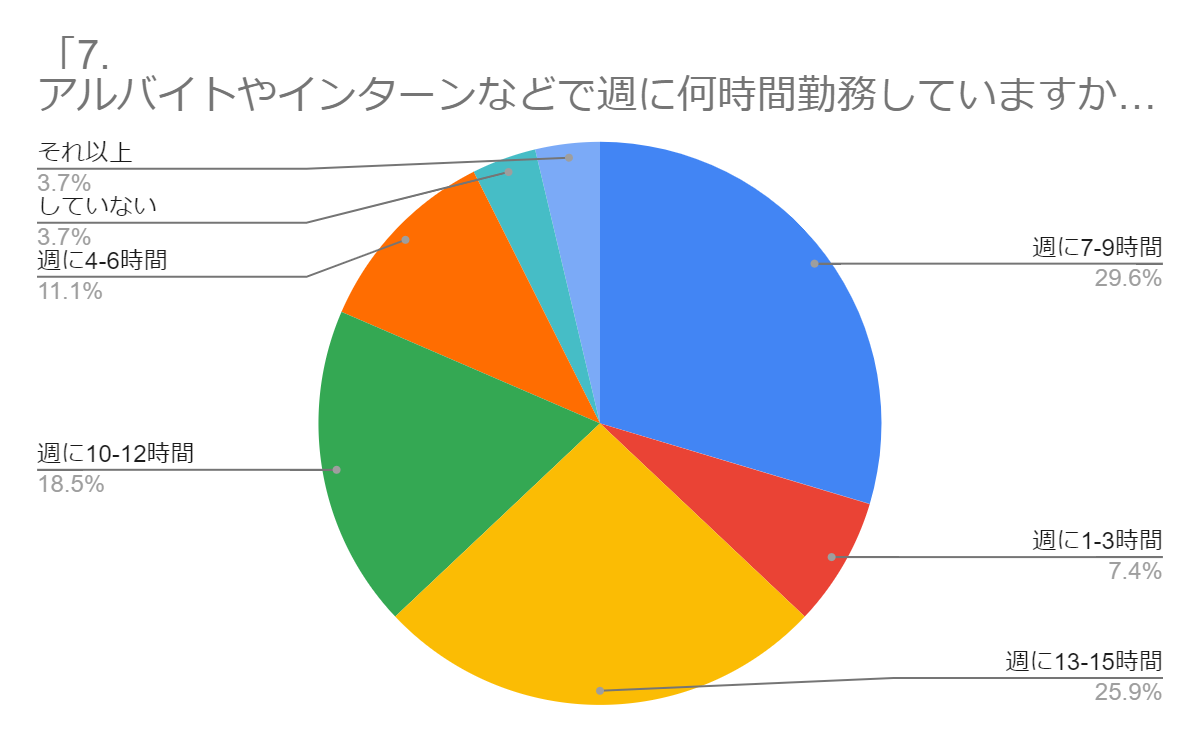 「7.
アルバイトやインターンなどで週に何時間勤務していますか…
それ以上
3.7%
していない
3.7%
週に4-6時間
11.1%
週に10-12時間
18.5%
週に7-9時間
29.6%
週に1-3時間
7.4%
週に13-15時間
25.9%